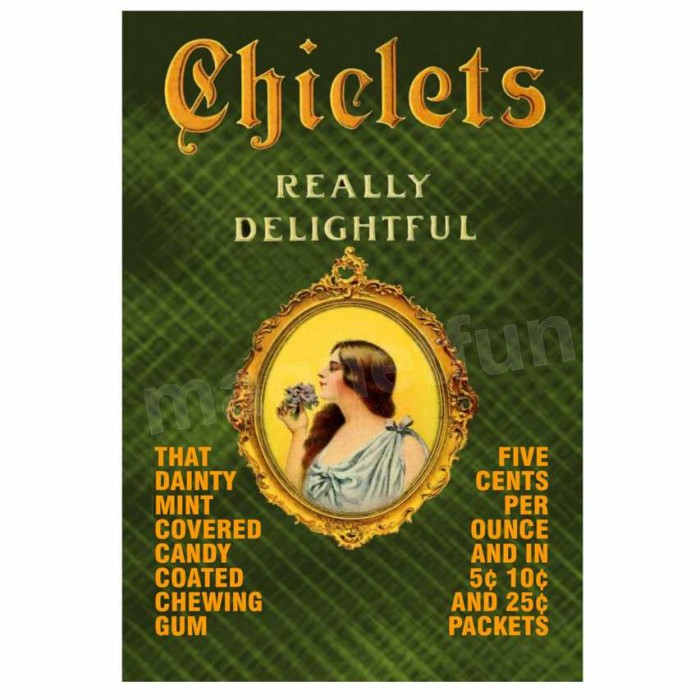 Chiclets
REALLY
DELIGHTFUL
THAT
DAINTY
MINT
COVERED
CANDY
COATED
CHEWING
GUM
FIVE
CENTS
PER
OUNCE
AND IN
5¢ 10¢
AND 25¢
PACKETS